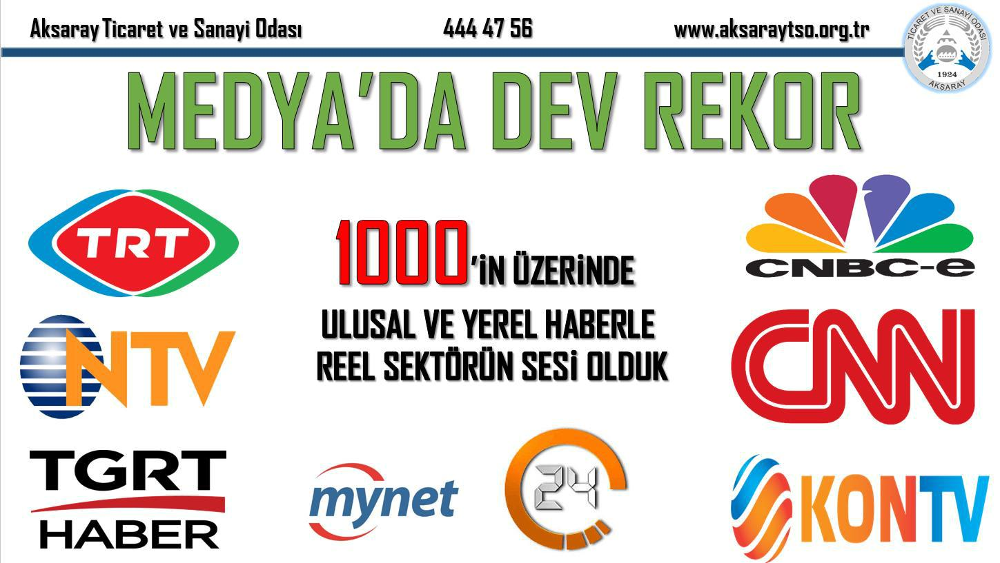 Aksaray Ticaret ve Sanayi Odası
444 47 56
www.aksaraytso.org.tr
TİCARET VE SANAYİ ODASI
1924
AKSARAY
MEDYA'DA DEV REKOR
TRT
CNBC-e
1000'iN ÜZERiNDE
ULUSAL VE YEREL HABERLE
REEL SEKTÖRÜN SESi OLDUK
NTV
CNN
TGRT
HABER
mynet
24
KONTV